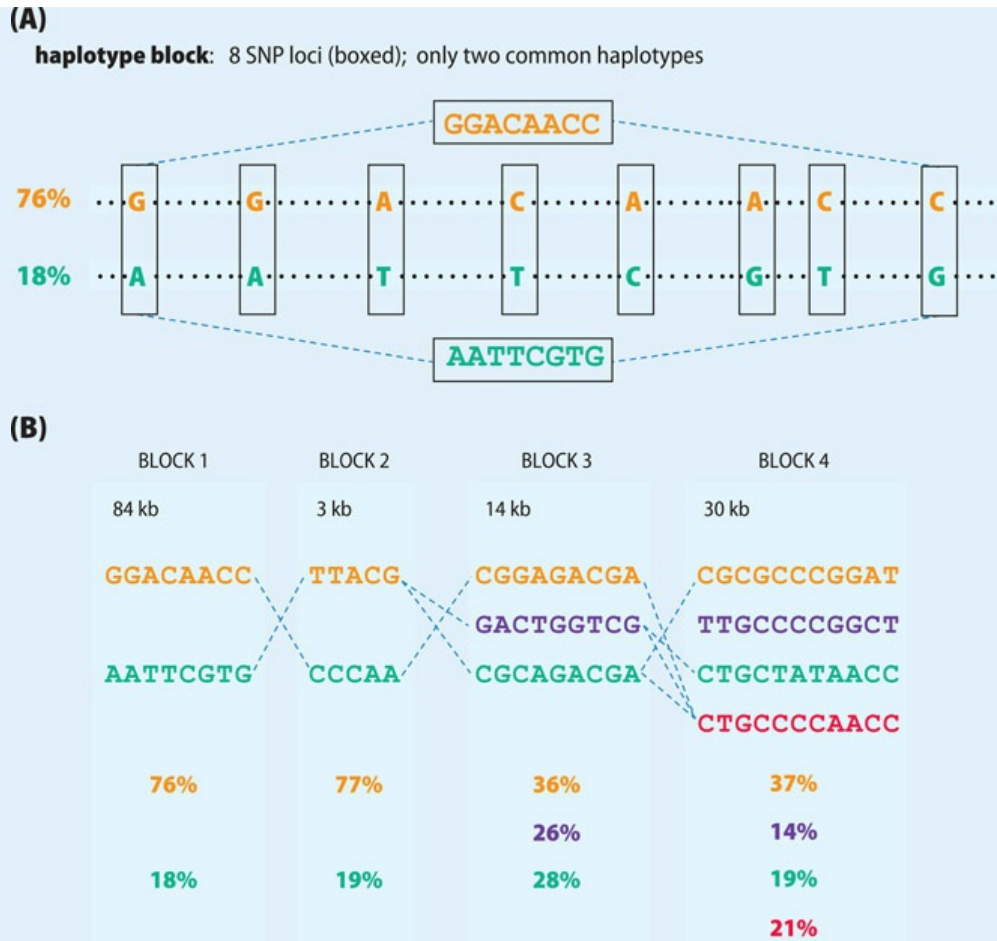 (A)
haplotype block: 8 SNP loci (boxed); only two common haplotypes
GGACAACC
76% G G A C A A C C
18% A A T T C G T G
AATTCGTG
(B)
BLOCK 1 BLOCK 2 BLOCK 3 BLOCK 4
84 kb 3 kb 14 kb 30 kb
GGACAACC TTACG CGGAGACGA CGCGCCCGGAT
GACTGGTCG TTGCCCCGGCT
AATTCGTG CCCAA CGCAGACGA CTGCTATAACC
CTGCCCCAACC
76% 77% 36% 37%
26% 14%
18% 19% 28% 19%
21%